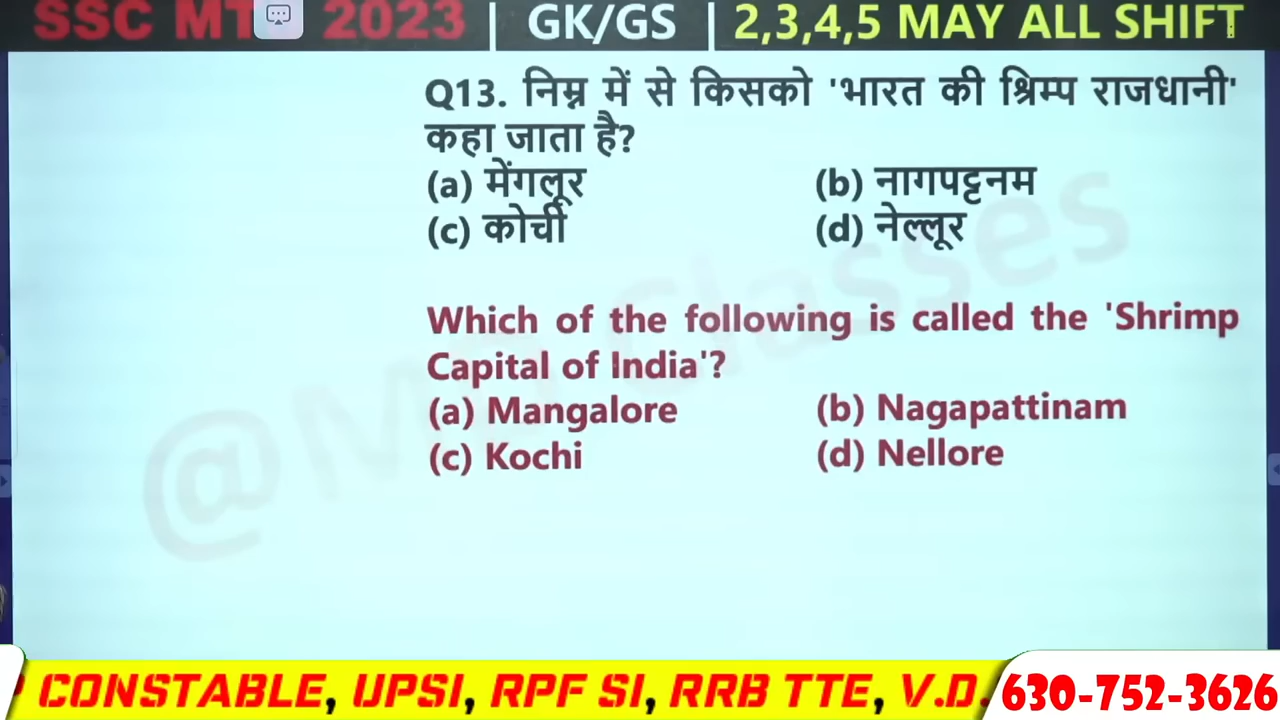 SSC MT 2023 | GK/GS | 2,3,4,5 MAY ALL SHIFT
Q13. निम्न में से किसको 'भारत की श्रिम्प राजधानी'
कहा जाता है?
(a) मेंगलूर (b) नागपट्टनम
(c) कोची (d) नेल्लूर
Which of the following is called the 'Shrimp
Capital of India'?
(a) Mangalore (b) Nagapattinam
(c) Kochi (d) Nellore
@MD Classes
P CONSTABLE, UPSI, RPF SI, RRB TTE, V.D. 630-752-3626